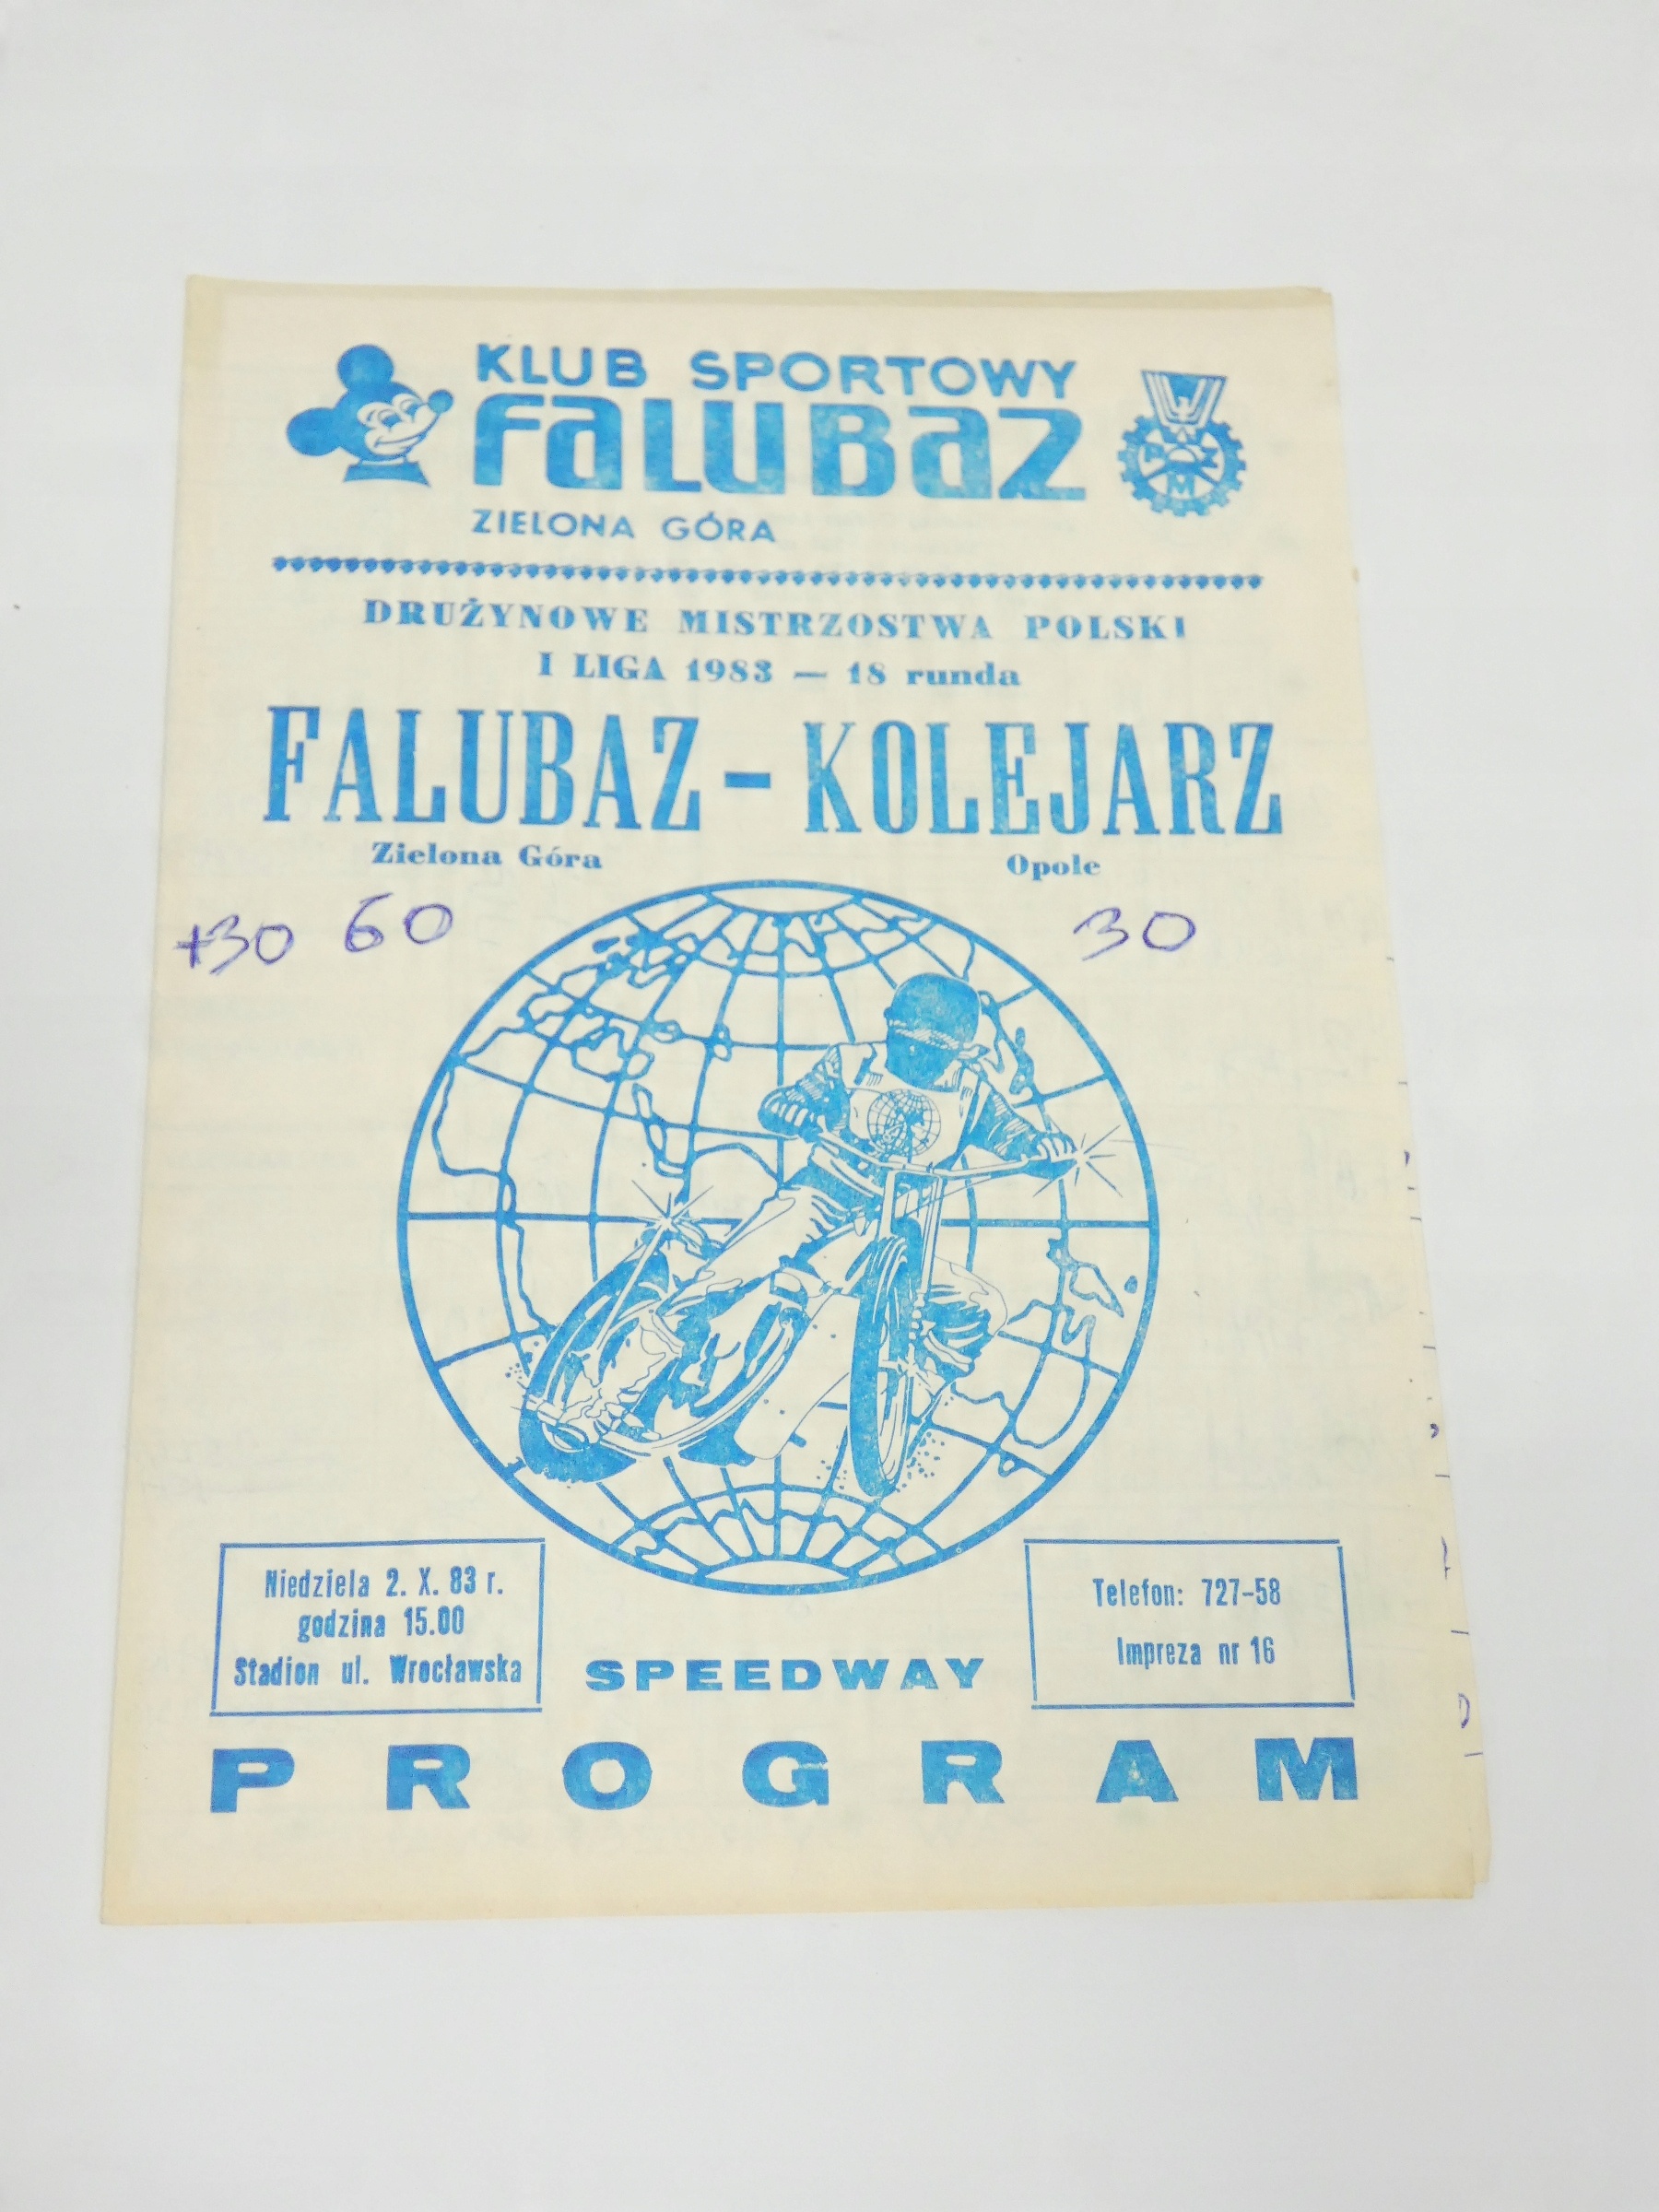 KLUB SPORTOWY
FALUBAZ
ZIELONA GÓRA
PZM
DRUŻYNOWE MISTRZOSTWA POLSKI
I LIGA 1983 — 18 runda
FALUBAZ - KOLEJARZ
Zielona Góra Opole
+30 60 30
Niedziela 2. X. 83 r.
godzina 15.00
Stadion ul. Wrocławska
Telefon: 727-58
Impreza nr 16
SPEEDWAY
PROGRAM